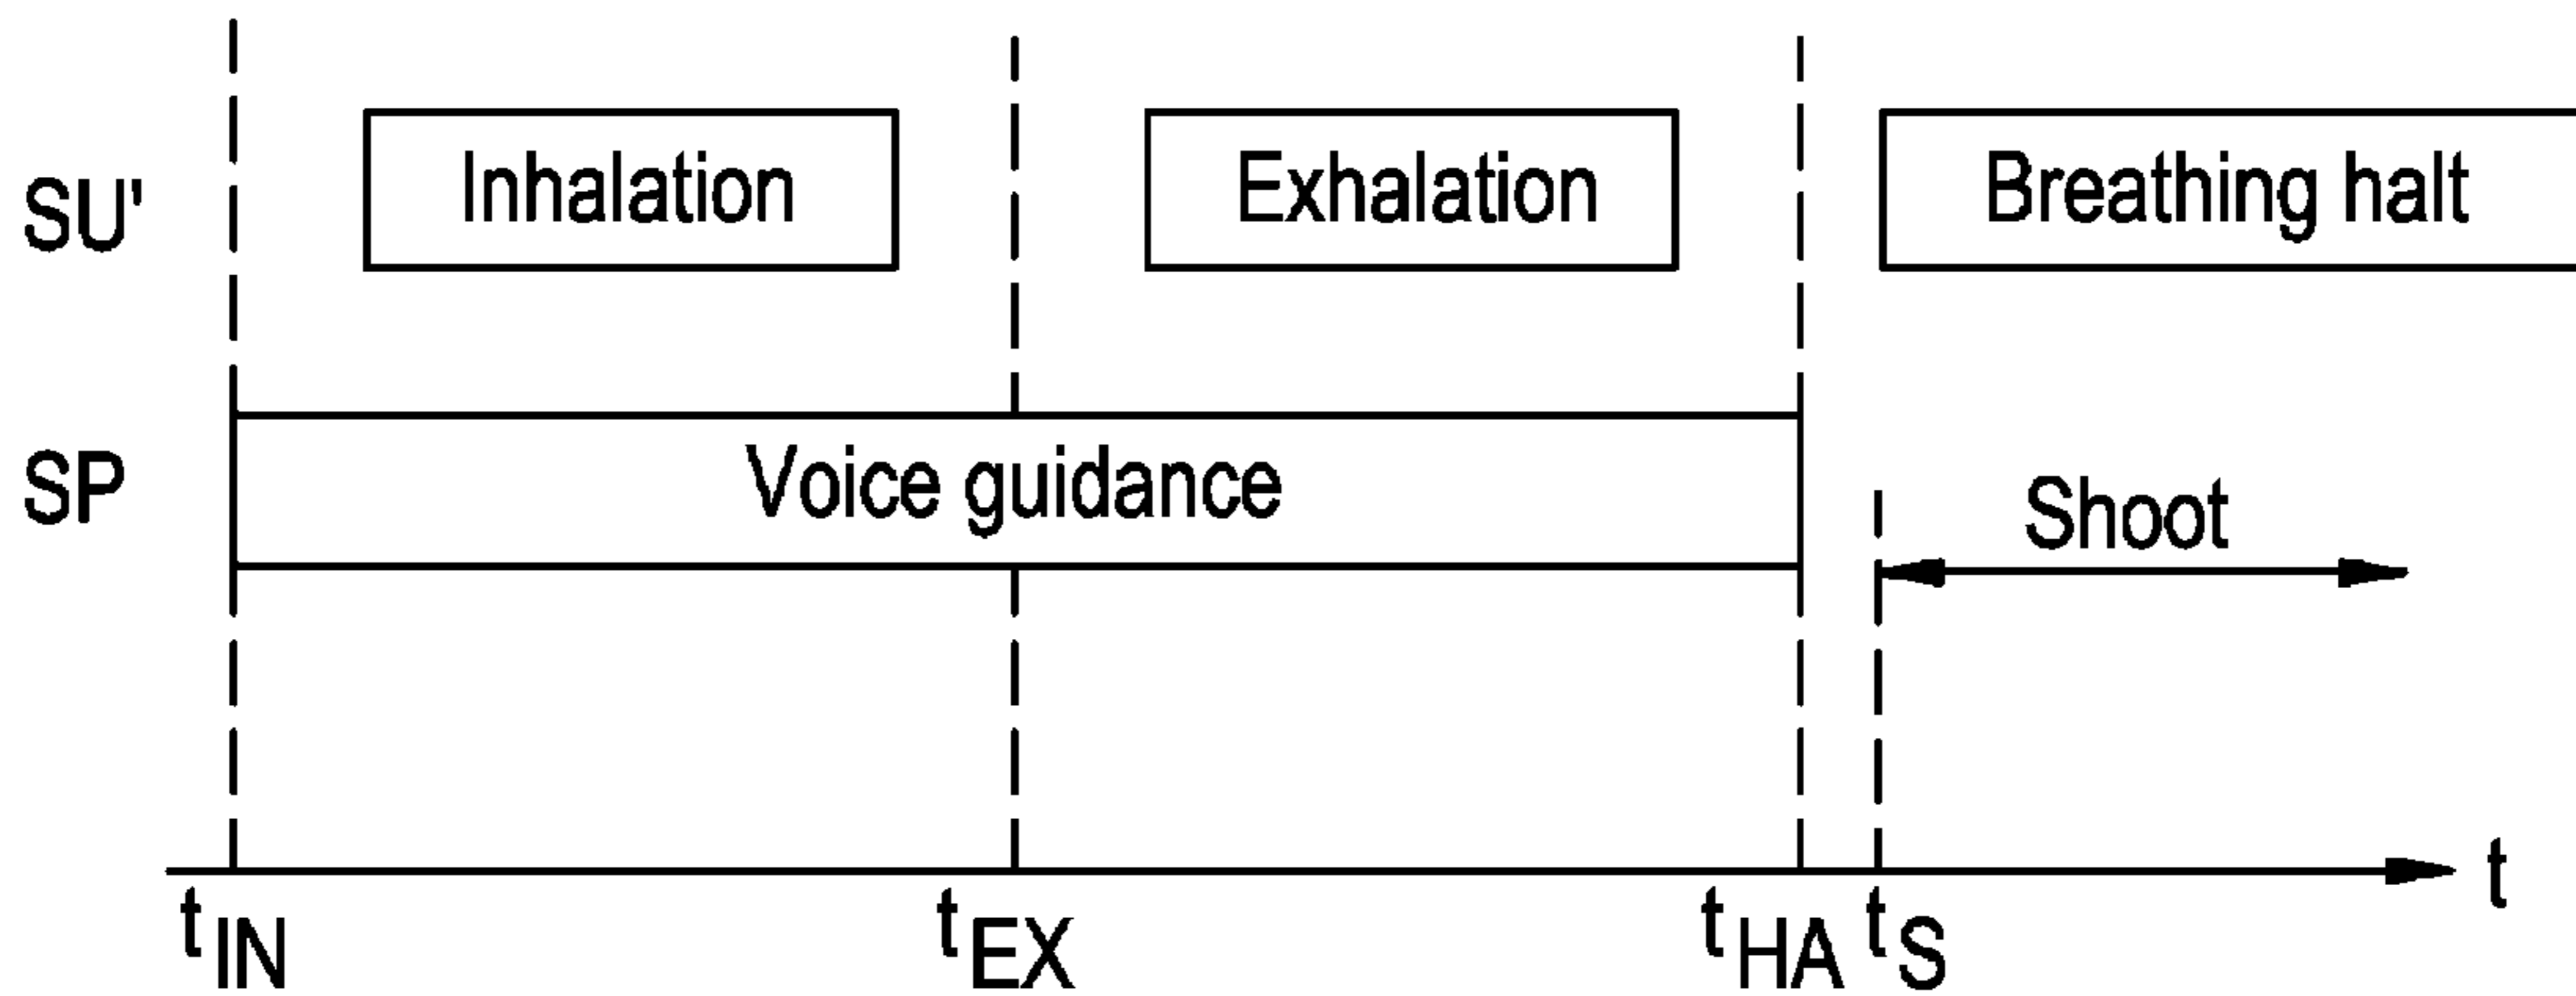 SU' Inhalation Exhalation Breathing halt
SP Voice guidance Shoot
t
tIN tEX tHA tS